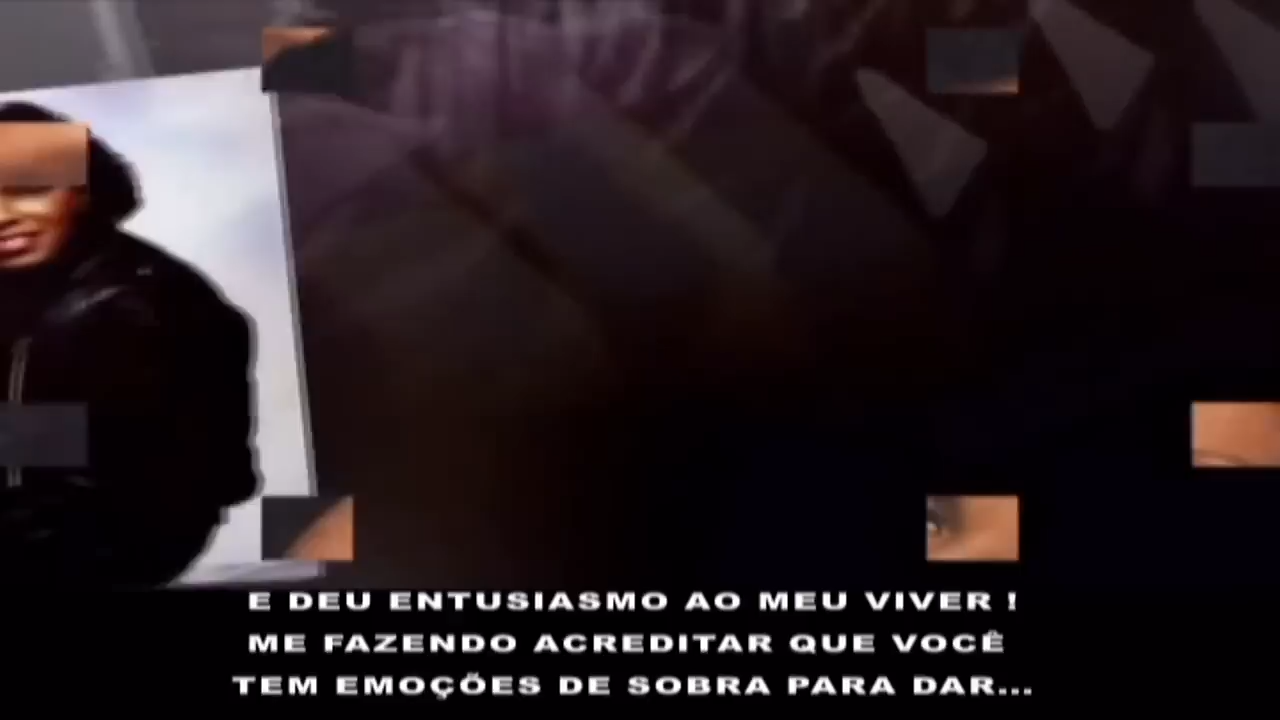 E DEU ENTUSIASMO AO MEU VIVER !
ME FAZENDO ACREDITAR QUE VOCÊ
TEM EMOÇÕES DE SOBRA PARA DAR...